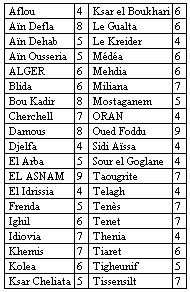 Aflou 4 Ksar el Boukhari 6
Aïn Defla 8 Le Gualta 6
Aïn Dehab 5 Le Kreider 4
Aïn Ousseria 5 Médéa 6
ALGER 6 Mehdia 6
Blida 6 Miliana 7
Bou Kadir 8 Mostaganem 5
Cherchell 7 ORAN 4
Damous 8 Oued Foddu 9
Djelfa 4 Sidi Aïssa 4
El Arba 5 Sour el Goglane 4
EL ASNAM 9 Taougrite 7
El Idrissia 4 Telagh 4
Frenda 5 Tenès 7
Ighil 6 Tenet 7
Idiovia 7 Thenia 4
Khemis 7 Tiaret 6
Kolea 6 Tigheunif 5
Ksar Cheliata 5 Tissensilt 7